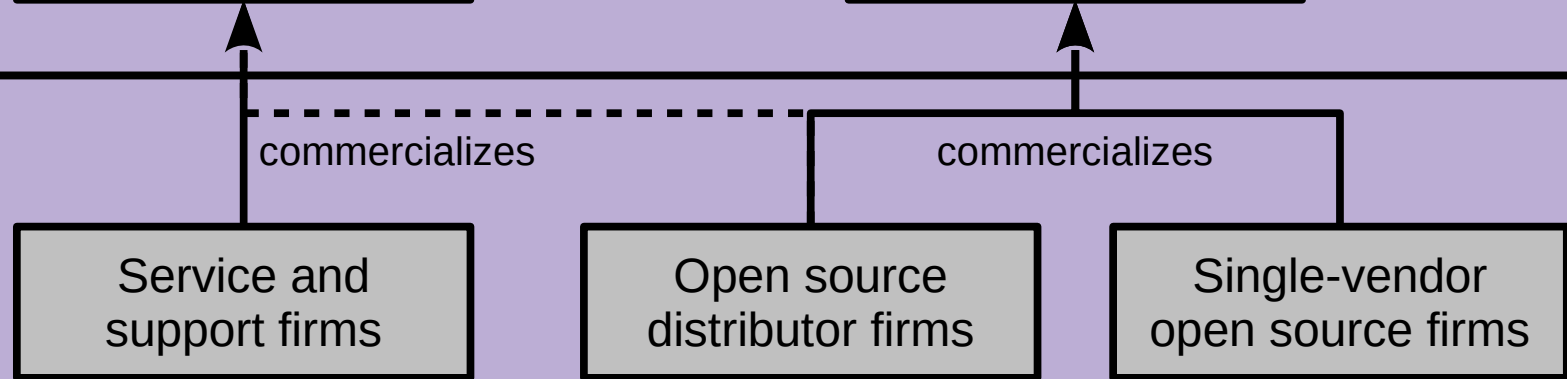 commercializes
commercializes
Service and
support firms
Open source
distributor firms
Single-vendor
open source firms